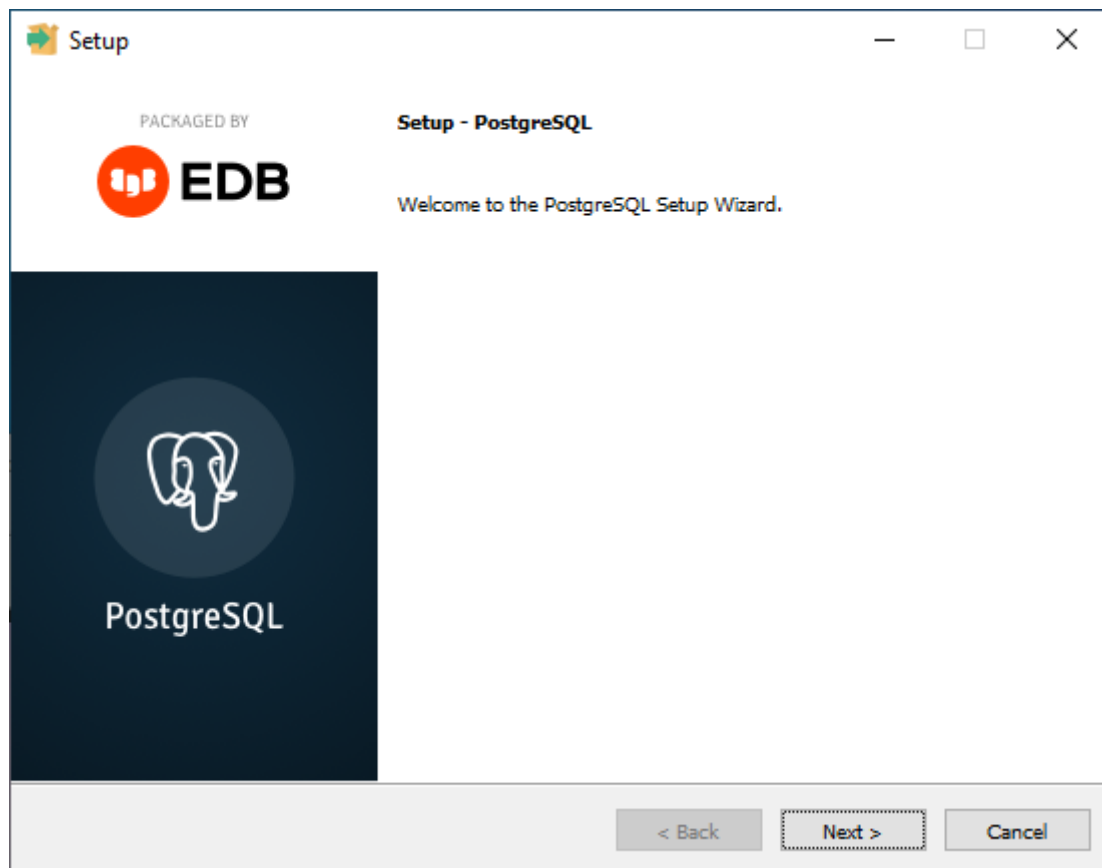 Setup
PACKAGED BY
EDB
Setup - PostgreSQL
Welcome to the PostgreSQL Setup Wizard.
PostgreSQL
< Back
Next >
Cancel